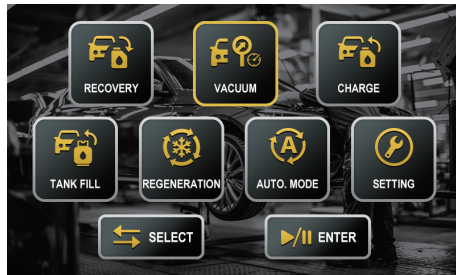 RECOVERY
VACUUM
CHARGE
TANK FILL
REGENERATION
AUTO. MODE
SETTING
SELECT
ENTER